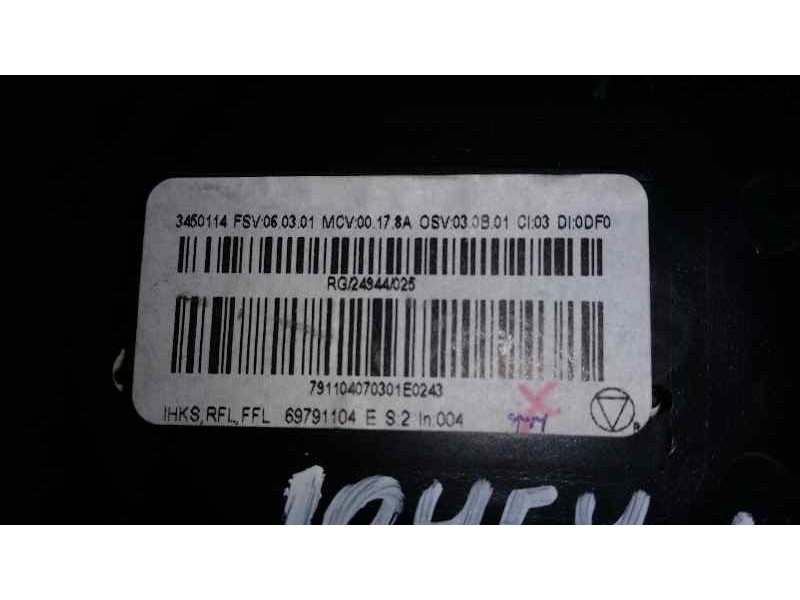 3450114 FSV:06.03.01 MCV:00.17.8A OSV:03.0B.01 CI:03 DI:0DF0
RG/24944/025
791104070301E0243
IHKS, RFL, FFL 69791104 E S:2 In.004
R